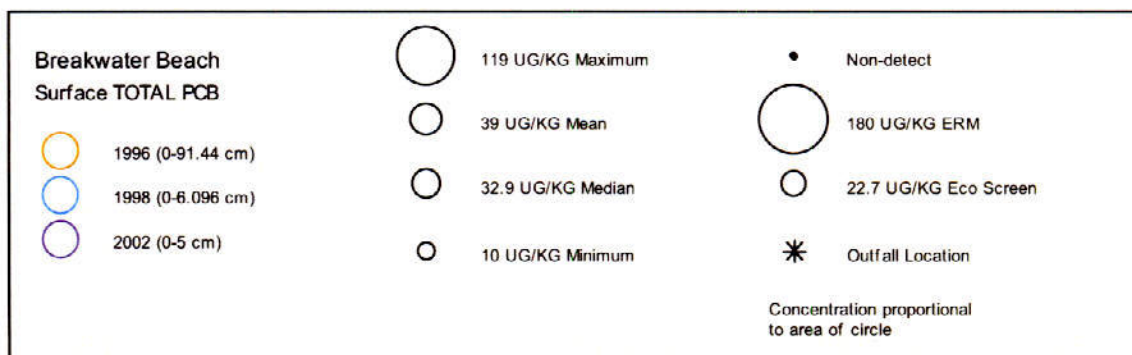 Breakwater Beach
Surface TOTAL PCB
1996 (0-91.44 cm)
1998 (0-6.096 cm)
2002 (0-5 cm)
119 UG/KG Maximum
39 UG/KG Mean
32.9 UG/KG Median
10 UG/KG Minimum
Non-detect
180 UG/KG ERM
22.7 UG/KG Eco Screen
Outfall Location
Concentration proportional
to area of circle